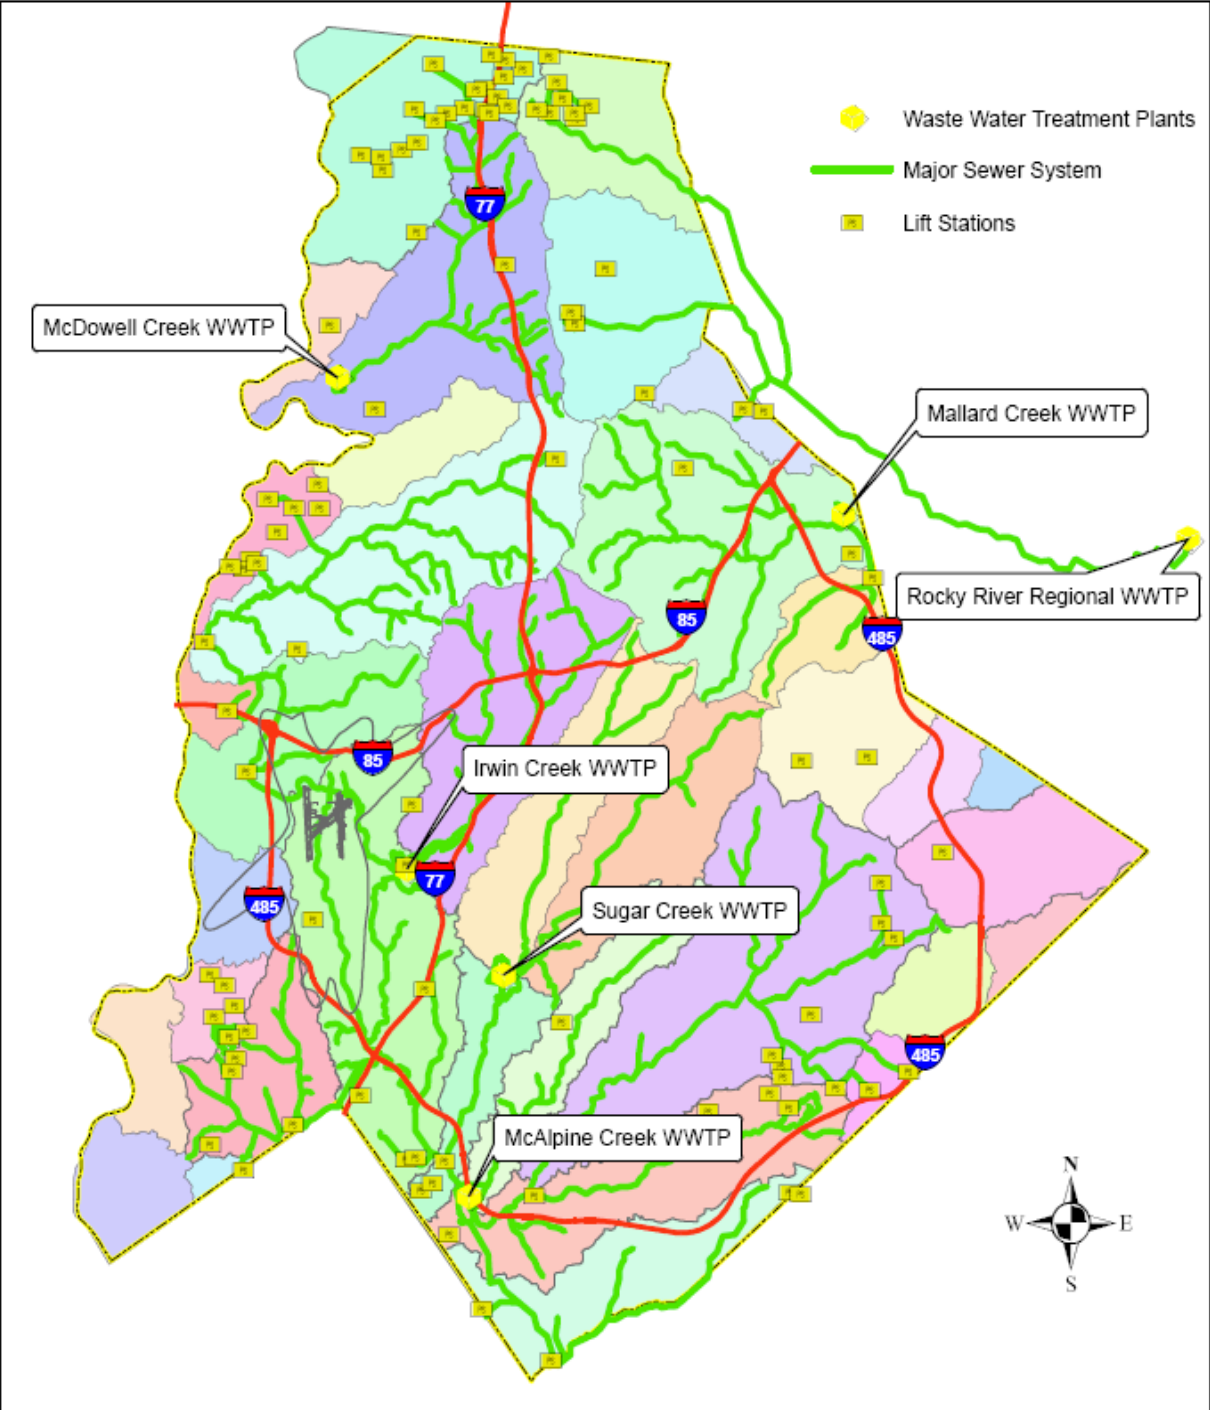 Waste Water Treatment Plants
Major Sewer System
Lift Stations
77
McDowell Creek WWTP
Mallard Creek WWTP
Rocky River Regional WWTP
85
485
85
Irwin Creek WWTP
77
485
Sugar Creek WWTP
485
McAlpine Creek WWTP
N
W E
S